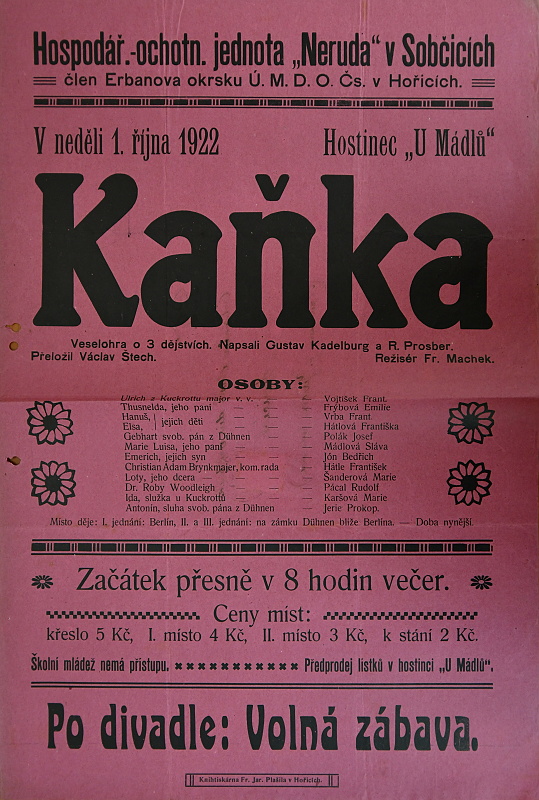 Hospodář.-ochotn. jednota „Neruda“ v Sobčicích
člen Erbanova okrsku Ú. M. D. O. Čs. v Hořicích.
V neděli 1. října 1922 Hostinec „U Mádlů“
Kaňka
Veselohra o 3 dějstvích. Napsali Gustav Kadelburg a R. Prosber.
Přeložil Václav Štech. Režisér Fr. Machek.
OSOBY:
Ulrich z Kuckrottu major v. v. — — — Vojtíšek Frant.
Thusnelda, jeho paní — — — Frýbová Emilie
Hanuš, } jejich děti — — — Vrba Frant.
Elsa, — — — Hátlová Františka
Gebhart svob. pán z Dühnen — — — Polák Josef
Marie Luisa, jeho paní — — — Mádlová Sláva
Emerich, jejich syn — — — Jón Bedřich
Christian Adam Brynkmajer, kom. rada — — Hátle František
Loty, jeho dcera — — — — Šanderová Marie
Dr. Roby Woodleigh — — — Pácal Rudolf
Ida, služka u Kuckrottů — — — Karšová Marie
Antonín, sluha svob. pána z Dühnen — — Jerie Prokop.
Místo děje: I. jednání: Berlín, II. a III. jednání: na zámku Dühnen blíže Berlína. — Doba nynější.
Začátek přesně v 8 hodin večer.
Ceny míst:
křeslo 5 Kč, I. místo 4 Kč, II. místo 3 Kč, k stání 2 Kč.
Školní mládež nemá přístupu. Předprodej lístků v hostinci „U Mádlů“.
Po divadle: Volná zábava.
Knihtiskárna Fr. Jar. Plašila v Hořicích.